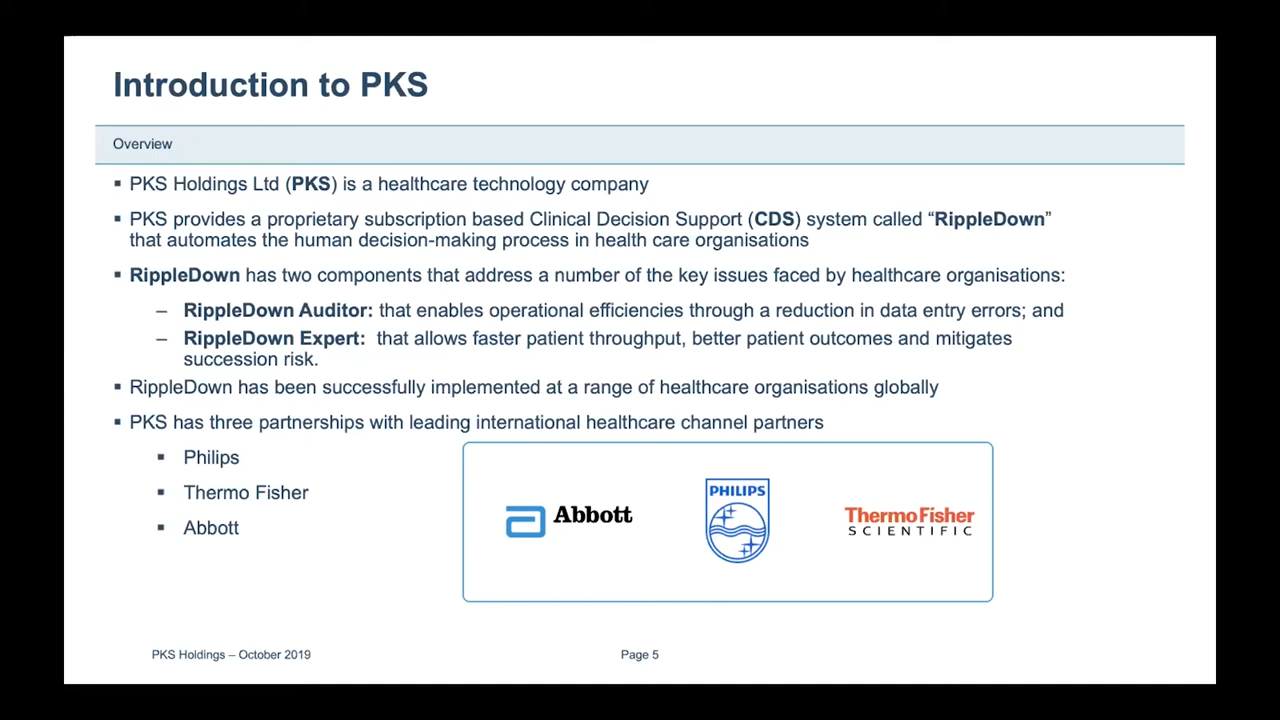 Introduction to PKS
Overview
▪ PKS Holdings Ltd (PKS) is a healthcare technology company
▪ PKS provides a proprietary subscription based Clinical Decision Support (CDS) system called “RippleDown”
that automates the human decision-making process in health care organisations
▪ RippleDown has two components that address a number of the key issues faced by healthcare organisations:
– RippleDown Auditor: that enables operational efficiencies through a reduction in data entry errors; and
– RippleDown Expert: that allows faster patient throughput, better patient outcomes and mitigates
succession risk.
▪ RippleDown has been successfully implemented at a range of healthcare organisations globally
▪ PKS has three partnerships with leading international healthcare channel partners
▪ Philips
▪ Thermo Fisher
▪ Abbott
Abbott
PHILIPS
ThermoFisher
SCIENTIFIC
PKS Holdings – October 2019
Page 5